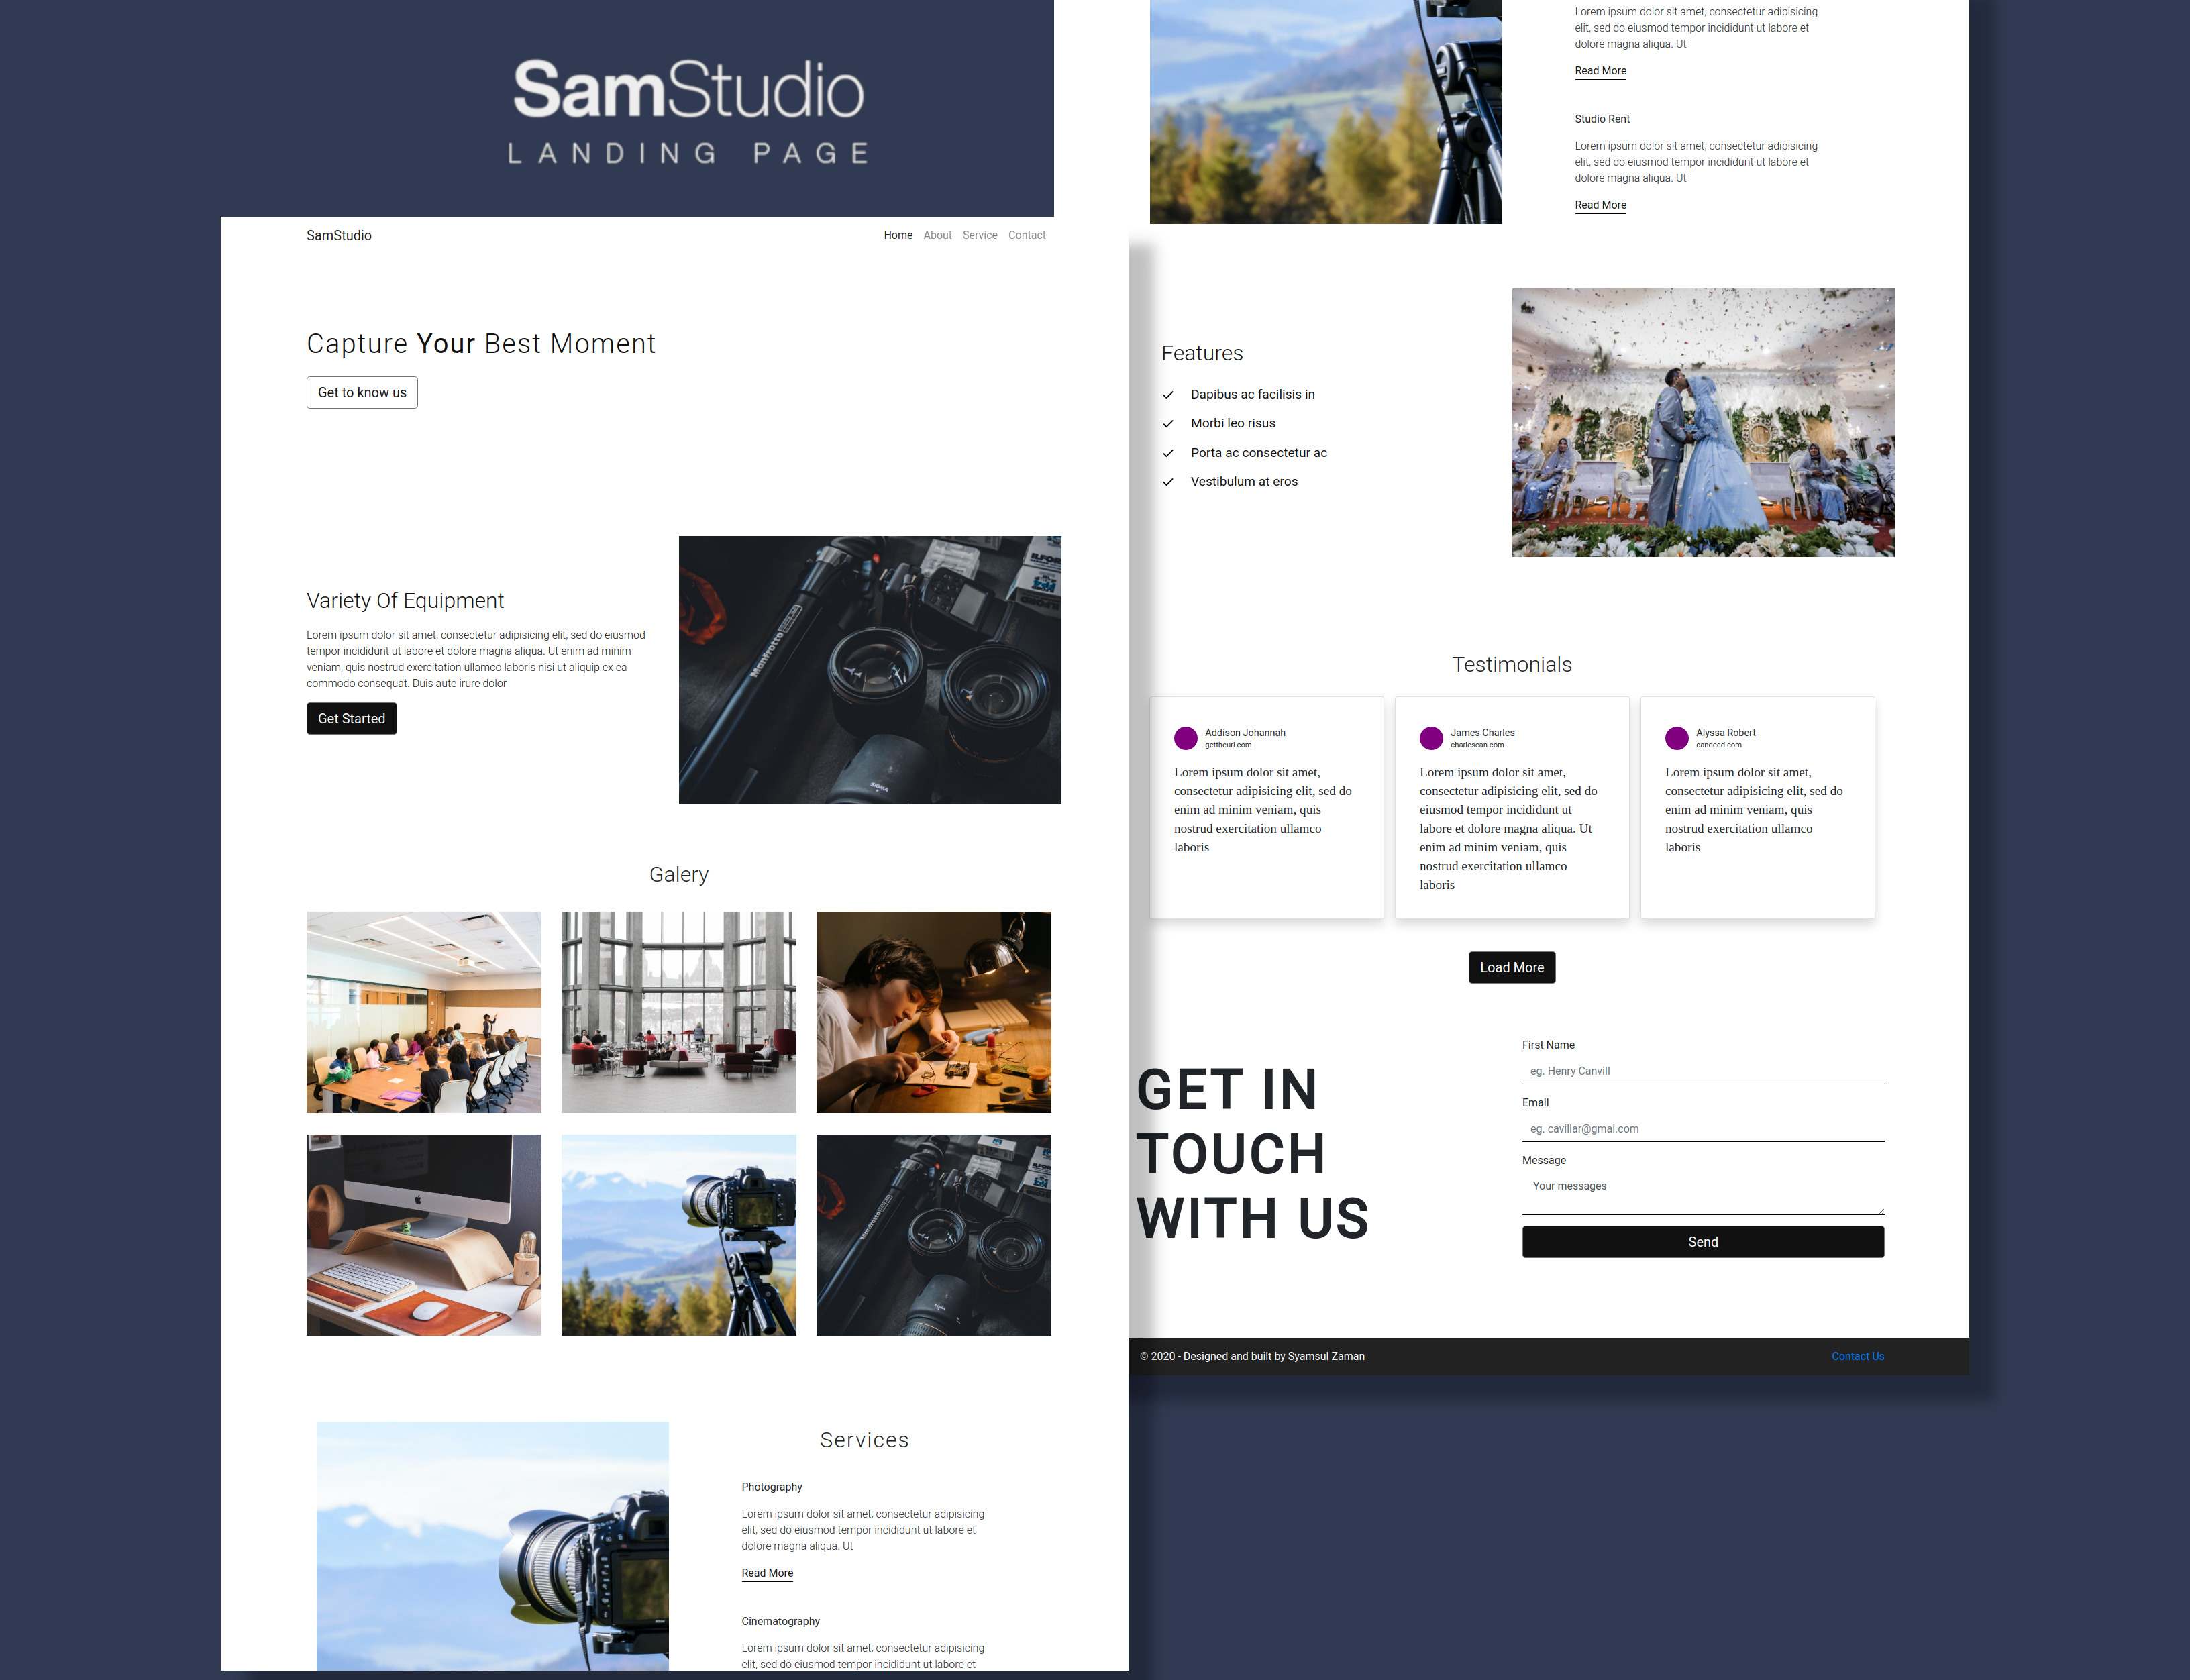 SamStudio
LANDING PAGE
SamStudio
Home About Service Contact
Capture Your Best Moment
Get to know us
Variety Of Equipment
Lorem ipsum dolor sit amet, consectetur adipisicing elit, sed do eiusmod
tempor incididunt ut labore et dolore magna aliqua. Ut enim ad minim
veniam, quis nostrud exercitation ullamco laboris nisi ut aliquip ex ea
commodo consequat. Duis aute irure dolor
Get Started
Manfrotto
SIGMA
Galery
Manfrotto
Services
Photography
Lorem ipsum dolor sit amet, consectetur adipisicing
elit, sed do eiusmod tempor incididunt ut labore et
dolore magna aliqua. Ut
Read More
Cinematography
Lorem ipsum dolor sit amet, consectetur adipisicing
elit, sed do eiusmod tempor incididunt ut labore et
Lorem ipsum dolor sit amet, consectetur adipisicing
elit, sed do eiusmod tempor incididunt ut labore et
dolore magna aliqua. Ut
Read More
Studio Rent
Lorem ipsum dolor sit amet, consectetur adipisicing
elit, sed do eiusmod tempor incididunt ut labore et
dolore magna aliqua. Ut
Read More
Features
Dapibus ac facilisis in
Morbi leo risus
Porta ac consectetur ac
Vestibulum at eros
Testimonials
Addison Johannah
gettheurl.com
Lorem ipsum dolor sit amet,
consectetur adipisicing elit, sed do
enim ad minim veniam, quis
nostrud exercitation ullamco
laboris
James Charles
charlesean.com
Lorem ipsum dolor sit amet,
consectetur adipisicing elit, sed do
eiusmod tempor incididunt ut
labore et dolore magna aliqua. Ut
enim ad minim veniam, quis
nostrud exercitation ullamco
laboris
Alyssa Robert
candeed.com
Lorem ipsum dolor sit amet,
consectetur adipisicing elit, sed do
enim ad minim veniam, quis
nostrud exercitation ullamco
laboris
Load More
GET IN
TOUCH
WITH US
First Name
eg. Henry Canvill
Email
eg. cavillar@gmai.com
Message
Your messages
Send
© 2020 - Designed and built by Syamsul Zaman
Contact Us